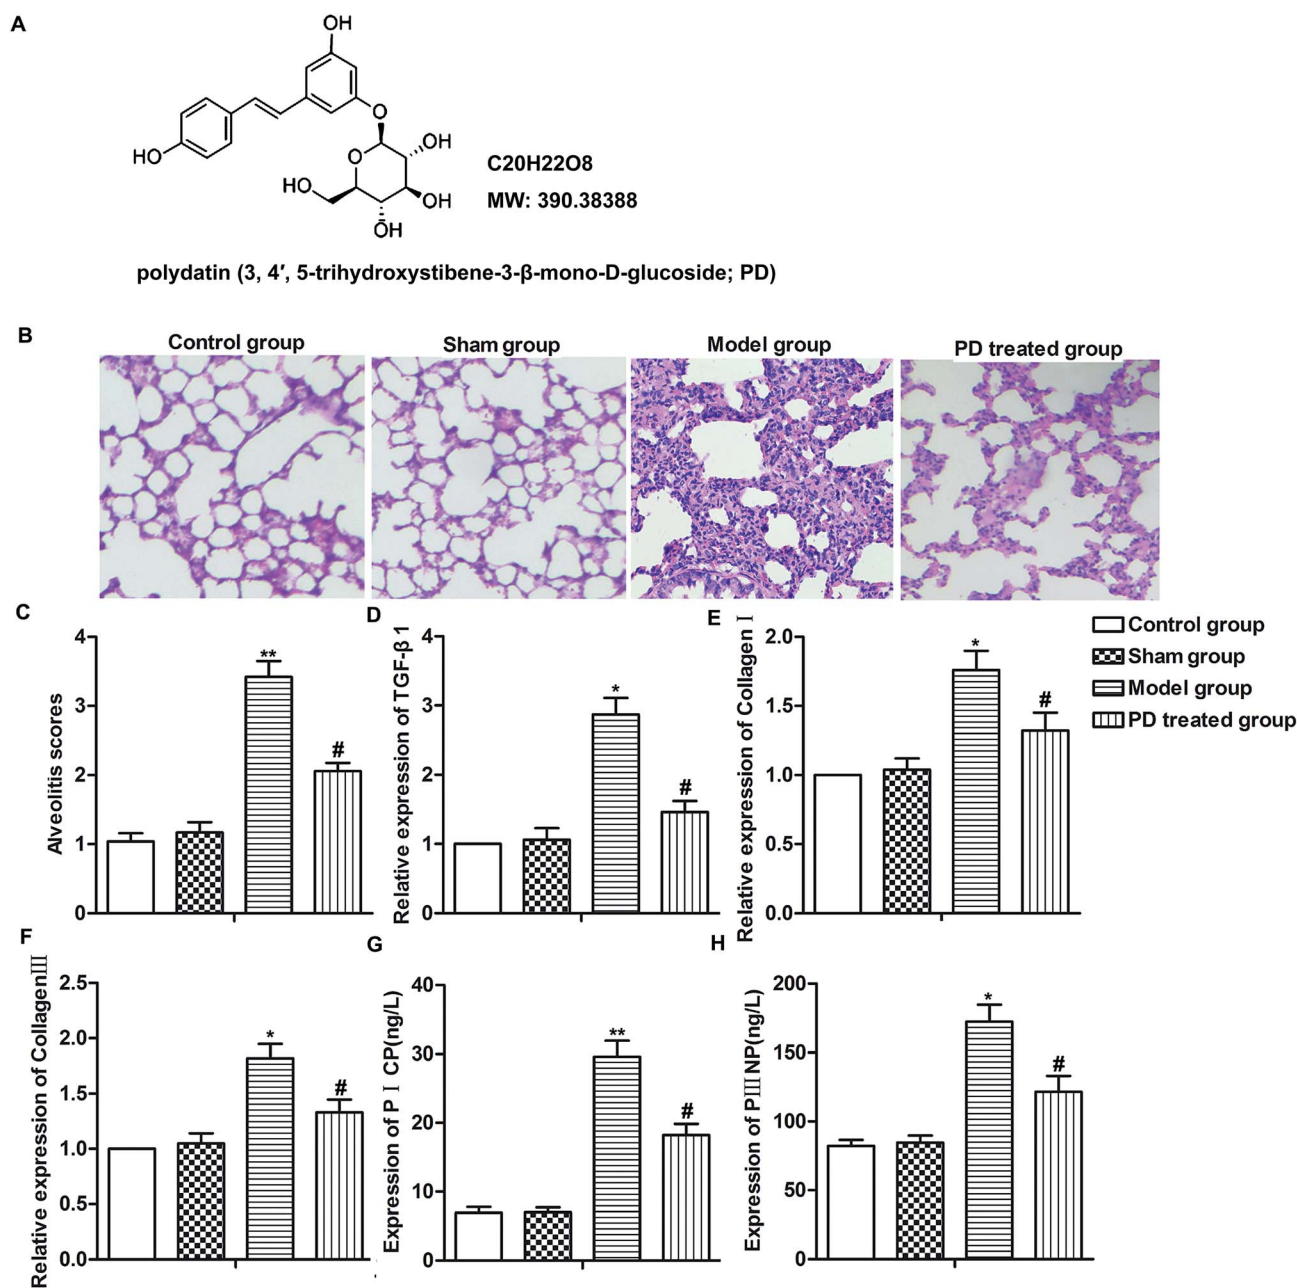 A
OH
O
HO
O
OH
HO
OH
OH
C20H22O8
MW: 390.38388
polydatin (3, 4′, 5-trihydroxystibene-3-β-mono-D-glucoside; PD)
B
Control group
Sham group
Model group
PD treated group
C
Alveolitis scores
4
3
2
1
0
**
#
D
Relative expression of TGF-β 1
4
3
2
1
0
*
#
E
Relative expression of Collagen Ⅰ
2.0
1.5
1.0
0.5
0.0
*
#
Control group
Sham group
Model group
PD treated group
F
Relative expression of CollagenⅢ
2.5
2.0
1.5
1.0
0.5
0.0
*
#
G
Expression of P Ⅰ CP(ng/L)
40
30
20
10
0
**
#
H
Expression of PⅢ NP(ng/L)
200
150
100
50
0
*
#